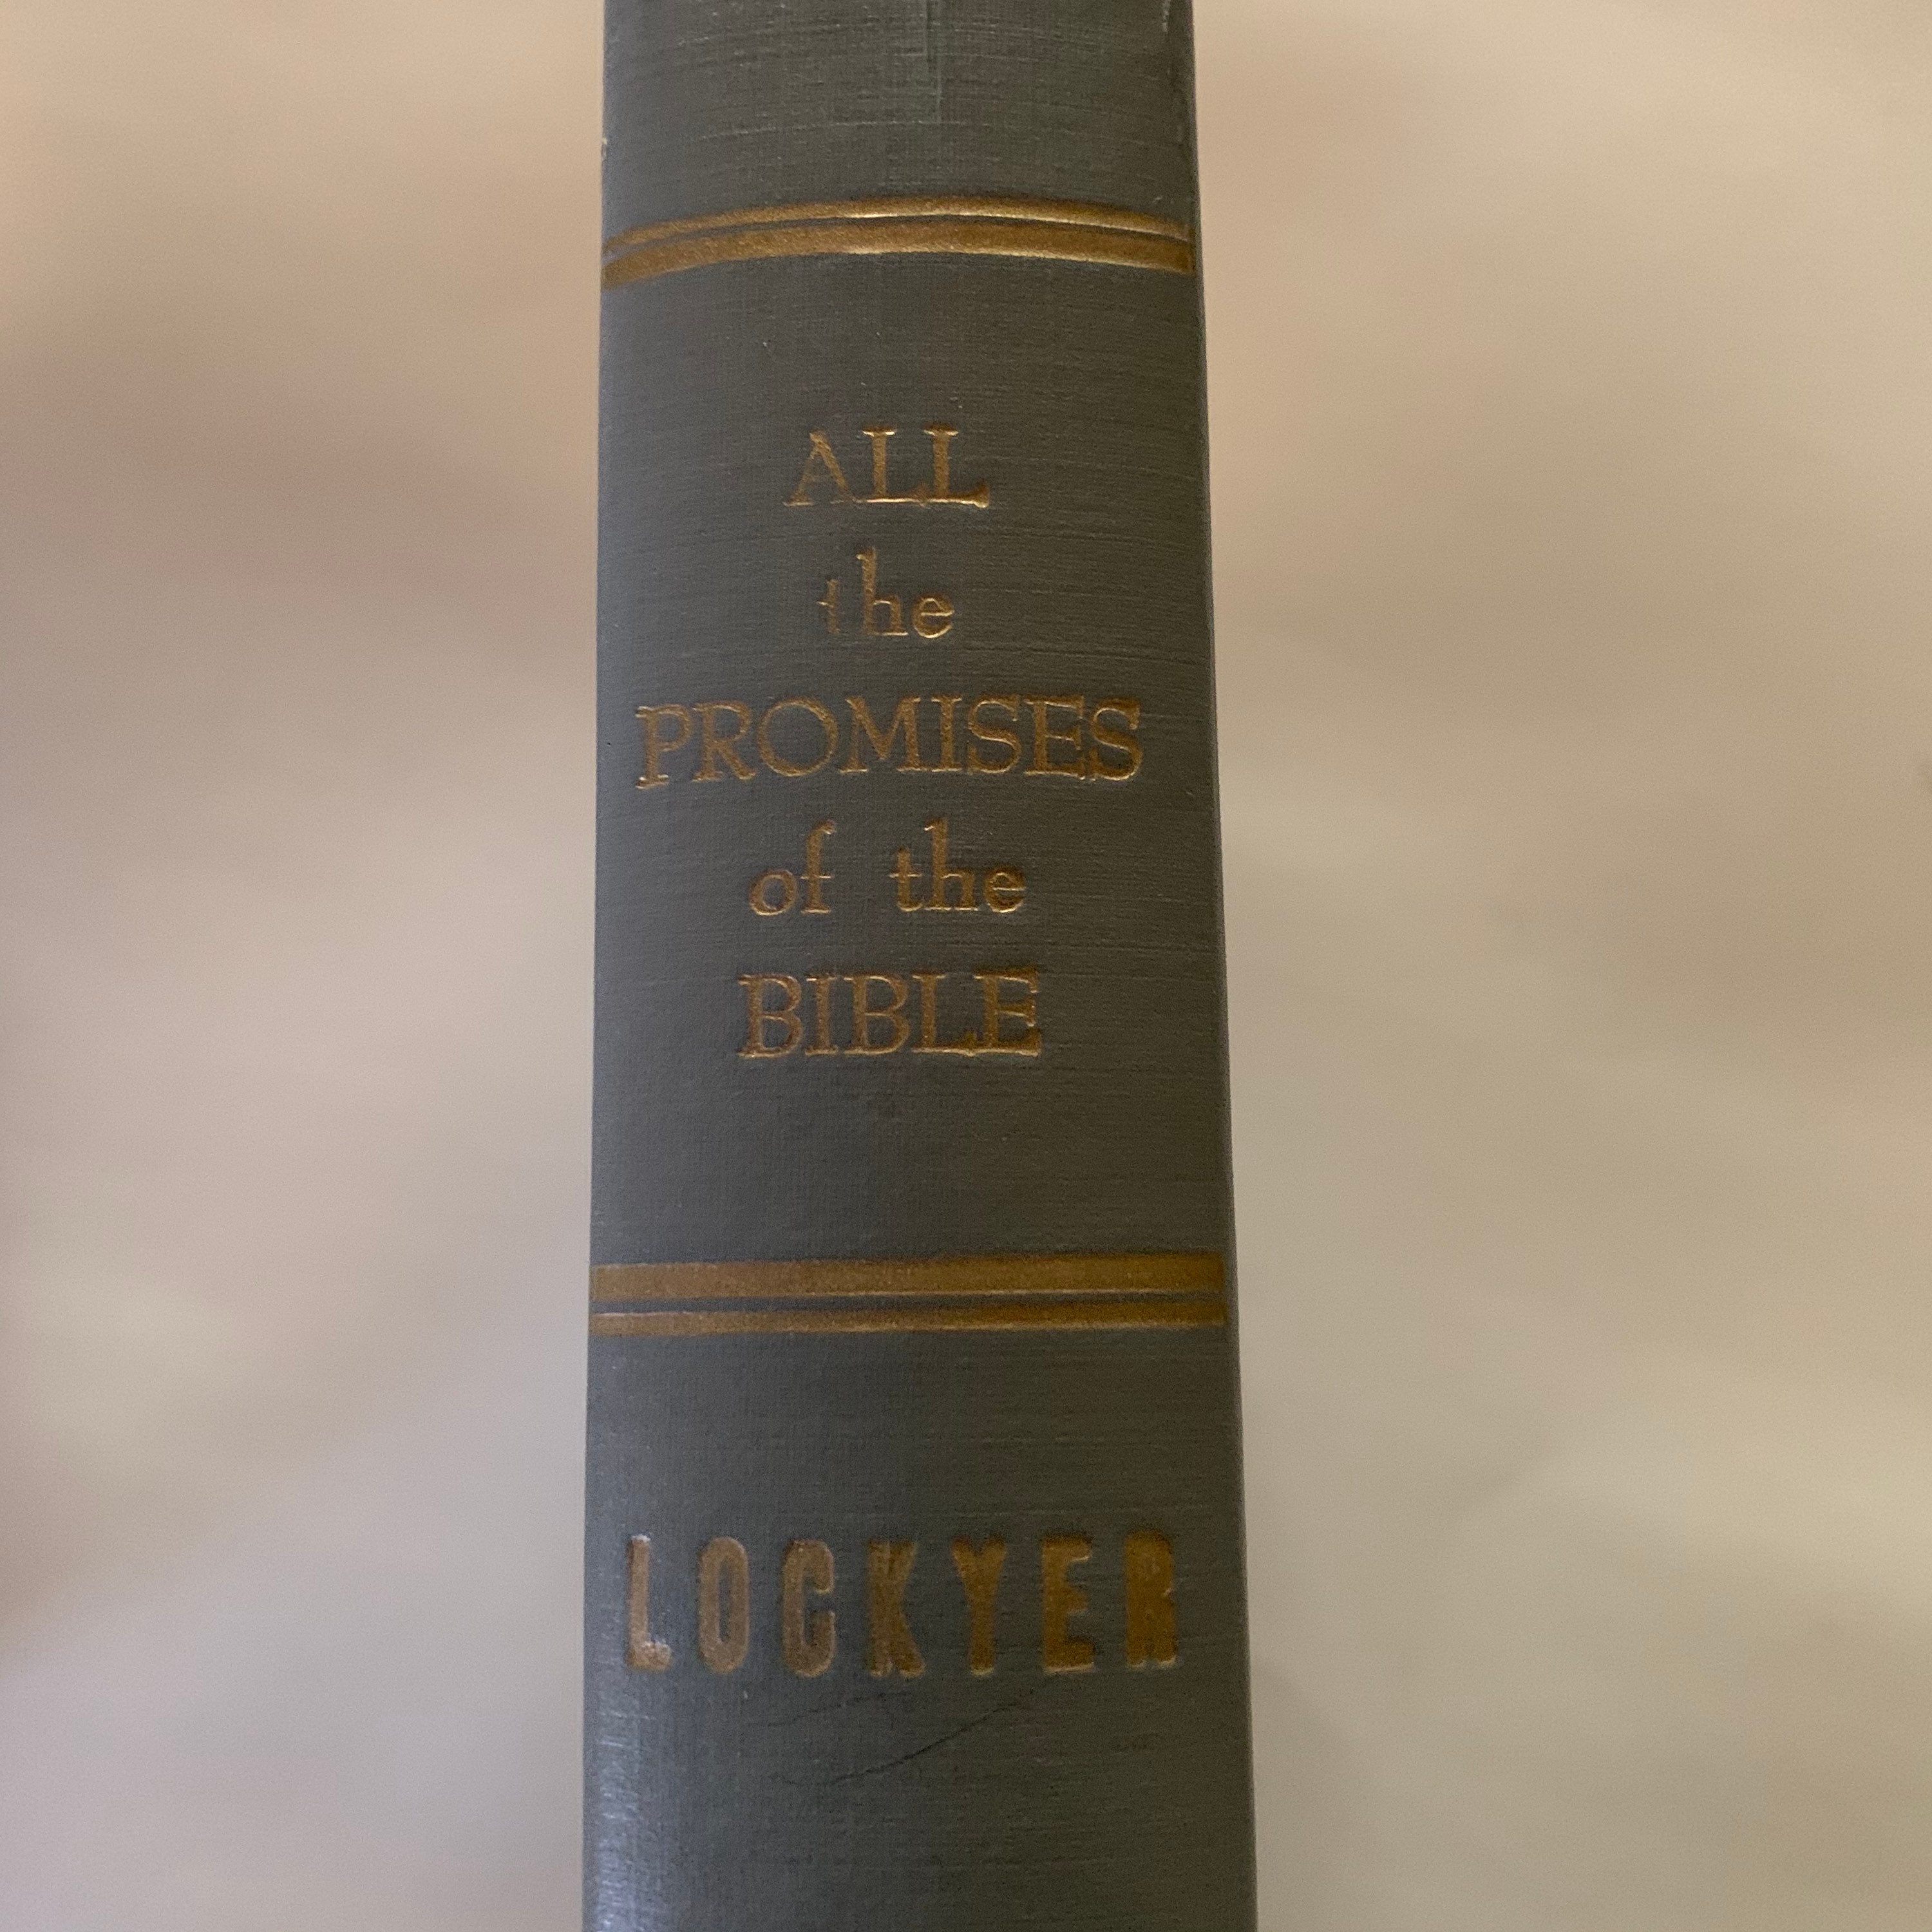 ALL
the
PROMISES
of the
BIBLE
LOCKYER